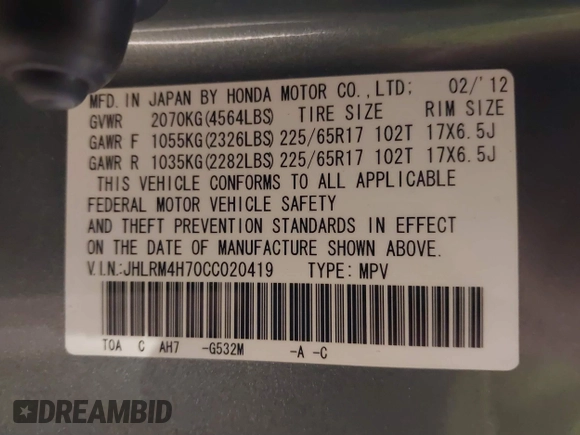 MFD. IN JAPAN BY HONDA MOTOR CO., LTD; 02/'12
GVWR 2070KG(4564LBS) TIRE SIZE RIM SIZE
GAWR F 1055KG(2326LBS) 225/65R17 102T 17X6.5J
GAWR R 1035KG(2282LBS) 225/65R17 102T 17X6.5J
THIS VEHICLE CONFORMS TO ALL APPLICABLE
FEDERAL MOTOR VEHICLE SAFETY
AND THEFT PREVENTION STANDARDS IN EFFECT
ON THE DATE OF MANUFACTURE SHOWN ABOVE.
V.I.N:JHLRM4H70CC020419 TYPE: MPV
TOA C AH7 -G532M -A -C
DREAMBID